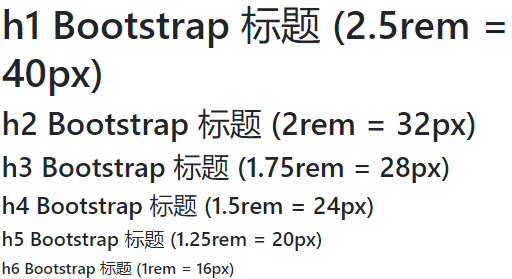 h1 Bootstrap 标题 (2.5rem =
40px)
h2 Bootstrap 标题 (2rem = 32px)
h3 Bootstrap 标题 (1.75rem = 28px)
h4 Bootstrap 标题 (1.5rem = 24px)
h5 Bootstrap 标题 (1.25rem = 20px)
h6 Bootstrap 标题 (1rem = 16px)